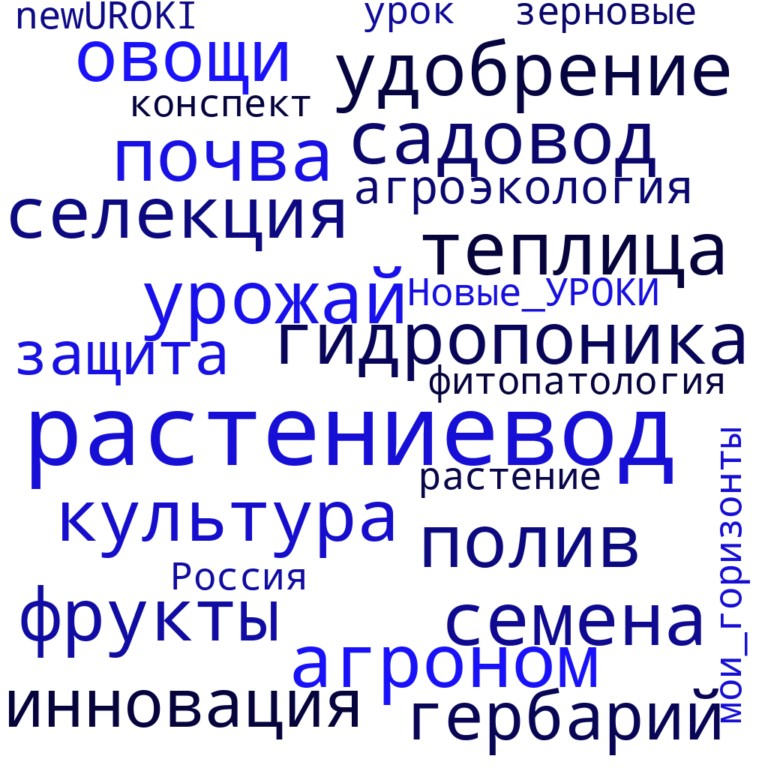 newUROKI
урок
зерновые
овощи
удобрение
конспект
садовод
почва
агроэкология
селекция
теплица
урожай
Новые_УРОКИ
гидропоника
защита
фитопатология
растениевод
растение
культура
полив
мои_горизонты
Россия
фрукты
семена
агроном
инновация
гербарий